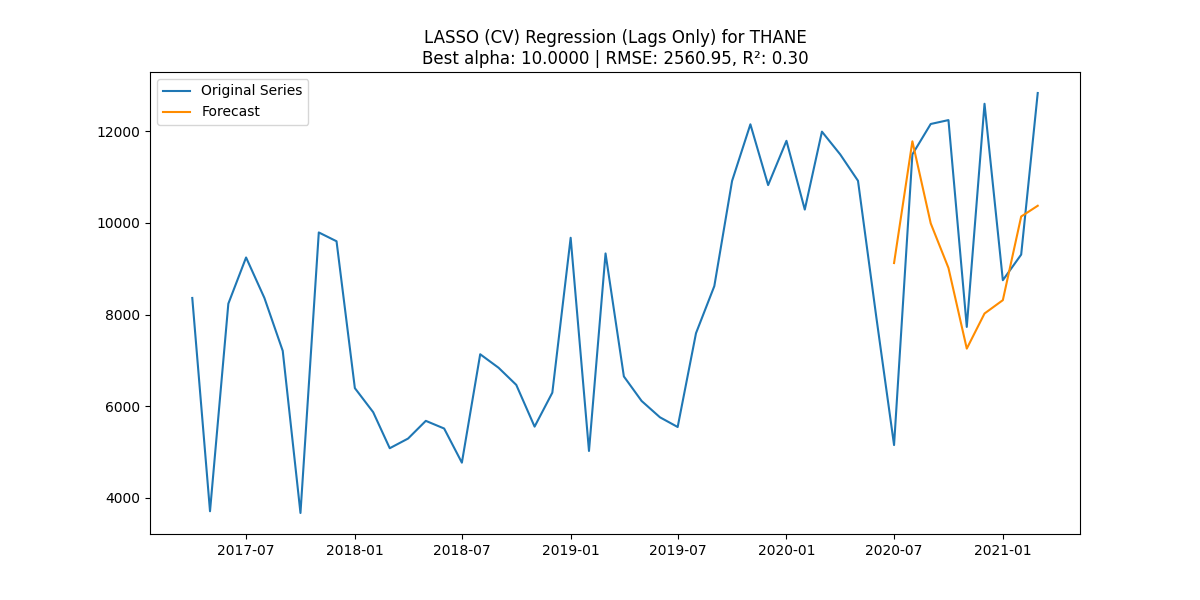 LASSO (CV) Regression (Lags Only) for THANE
Best alpha: 10.0000 | RMSE: 2560.95, R²: 0.30
Original Series
Forecast
12000
10000
8000
6000
4000
2017-07 2018-01 2018-07 2019-01 2019-07 2020-01 2020-07 2021-01